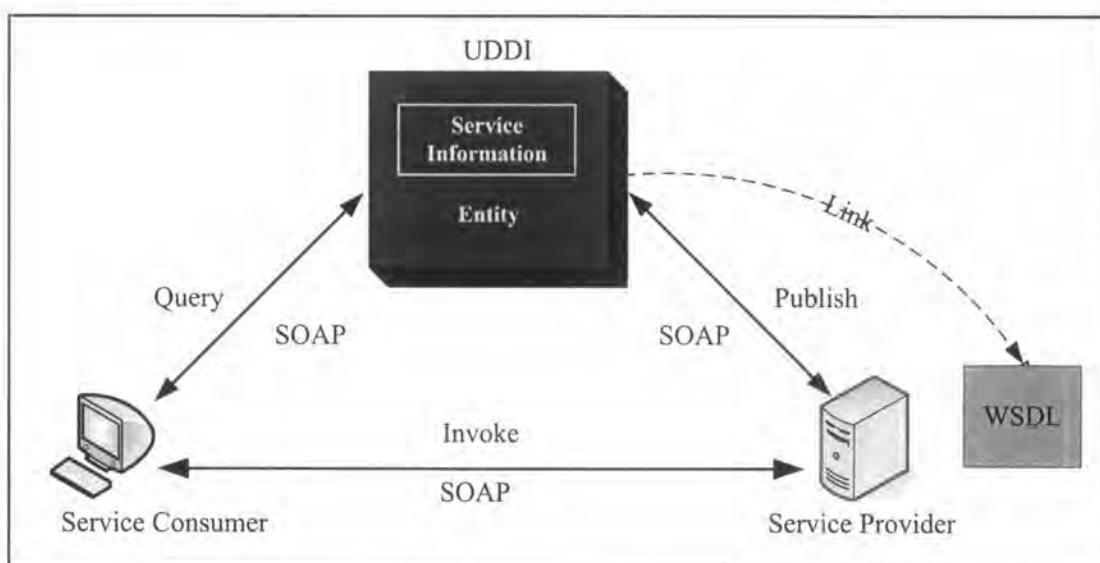 UDDI
Service
Information
Entity
Link
Query
Publish
SOAP
SOAP
WSDL
Invoke
SOAP
Service Consumer
Service Provider